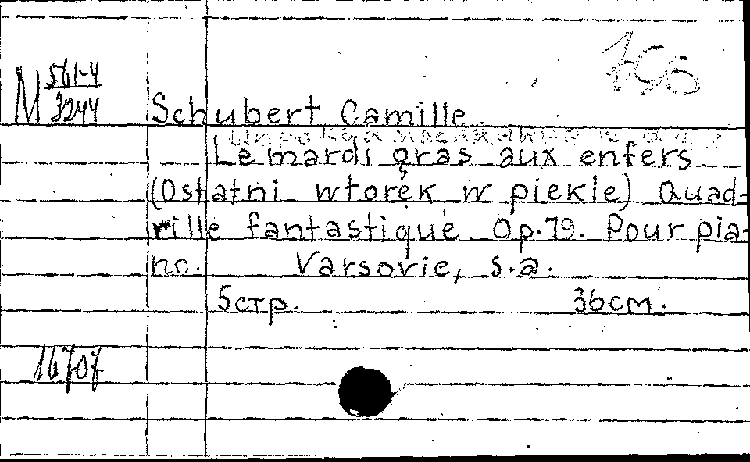 М 561-4
3244
Schubert Camille.
Le mardi gras aux enfers
(Ostatni wtorek w piekle) Quad-
rille fantastique. Op.79. Pour pia-
no. Varsovie, s.a.
5стр. 36см.
16707